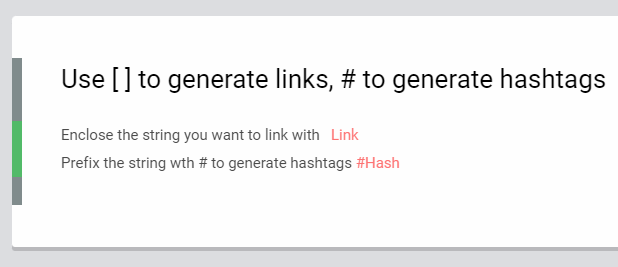 Use [ ] to generate links, # to generate hashtags
Enclose the string you want to link with Link
Prefix the string wth # to generate hashtags #Hash